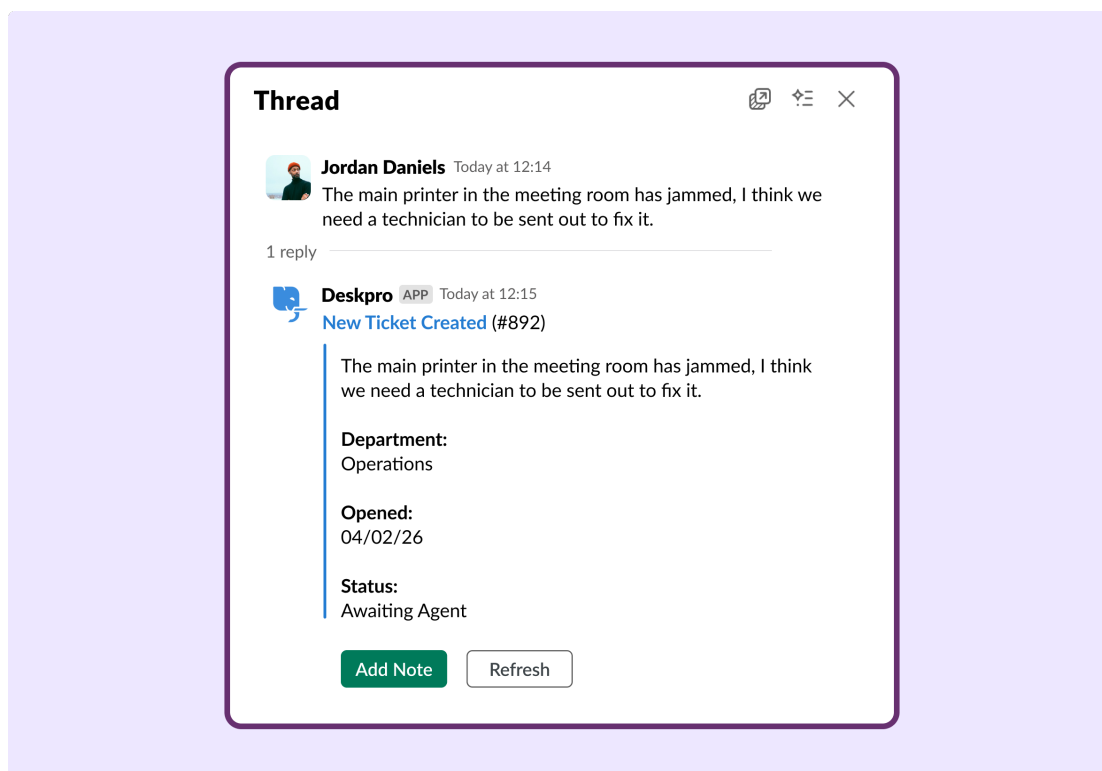 Thread
Jordan Daniels Today at 12:14
The main printer in the meeting room has jammed, I think we
need a technician to be sent out to fix it.
1 reply
Deskpro APP Today at 12:15
New Ticket Created (#892)
The main printer in the meeting room has jammed, I think
we need a technician to be sent out to fix it.
Department:
Operations
Opened:
04/02/26
Status:
Awaiting Agent
Add Note Refresh